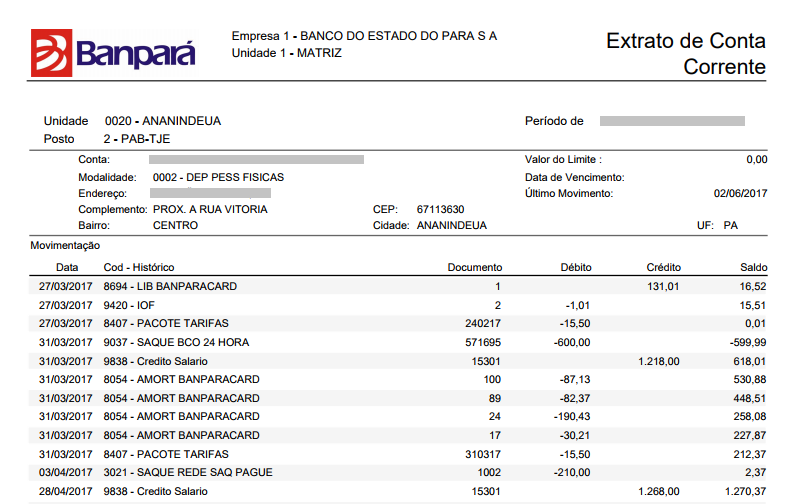 Banpará
Empresa 1 - BANCO DO ESTADO DO PARA S A
Unidade 1 - MATRIZ
Extrato de Conta
Corrente
Unidade 0020 - ANANINDEUA Período de
Posto 2 - PAB-TJE
Conta: Valor do Limite : 0,00
Modalidade: 0002 - DEP PESS FISICAS Data de Vencimento:
Endereço: Último Movimento: 02/06/2017
Complemento: PROX. A RUA VITORIA CEP: 67113630
Bairro: CENTRO Cidade: ANANINDEUA UF: PA
Movimentação
Data Cod - Histórico Documento Débito Crédito Saldo
27/03/2017 8694 - LIB BANPARACARD 1 131,01 16,52
27/03/2017 9420 - IOF 2 -1,01 15,51
27/03/2017 8407 - PACOTE TARIFAS 240217 -15,50 0,01
31/03/2017 9037 - SAQUE BCO 24 HORA 571695 -600,00 -599,99
31/03/2017 9838 - Credito Salario 15301 1.218,00 618,01
31/03/2017 8054 - AMORT BANPARACARD 100 -87,13 530,88
31/03/2017 8054 - AMORT BANPARACARD 89 -82,37 448,51
31/03/2017 8054 - AMORT BANPARACARD 24 -190,43 258,08
31/03/2017 8054 - AMORT BANPARACARD 17 -30,21 227,87
31/03/2017 8407 - PACOTE TARIFAS 310317 -15,50 212,37
03/04/2017 3021 - SAQUE REDE SAQ PAGUE 1002 -210,00 2,37
28/04/2017 9838 - Credito Salario 15301 1.268,00 1.270,37